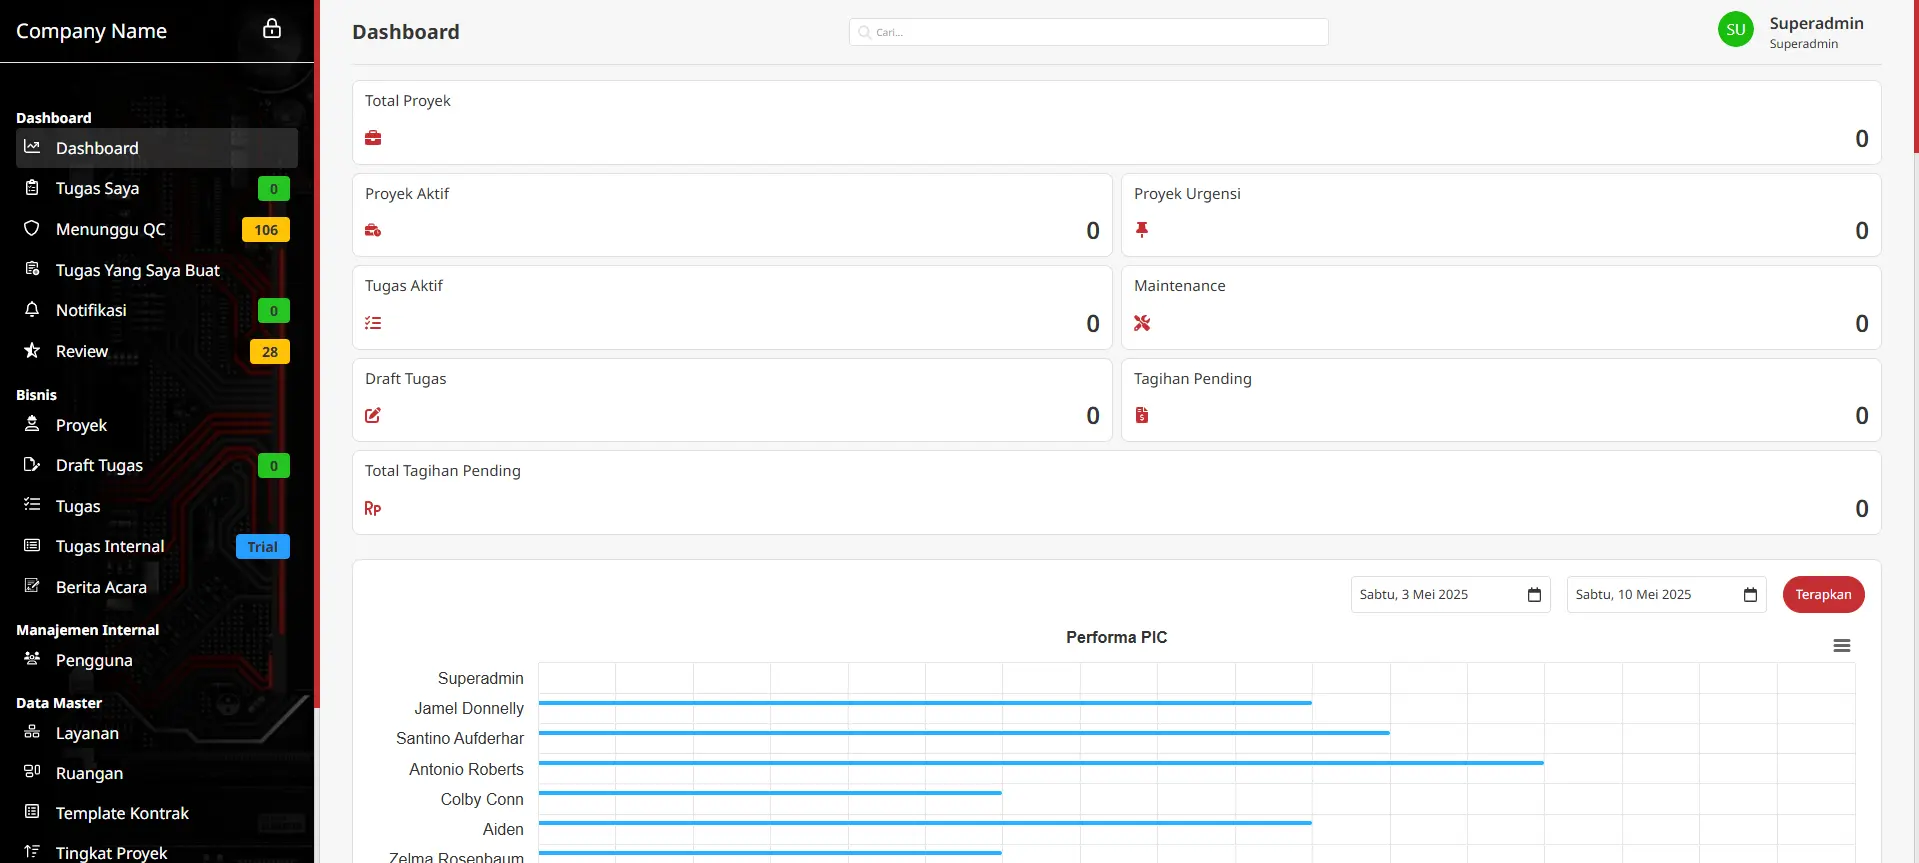 Company Name
Dashboard
Dashboard
Tugas Saya 0
Menunggu QC 106
Tugas Yang Saya Buat
Notifikasi 0
Review 28
Bisnis
Proyek
Draft Tugas 0
Tugas
Tugas Internal Trial
Berita Acara
Manajemen Internal
Pengguna
Data Master
Layanan
Ruangan
Template Kontrak
Tingkat Proyek
Dashboard
Cari...
SU
Superadmin
Superadmin
Total Proyek
0
Proyek Aktif
0
Proyek Urgensi
0
Tugas Aktif
0
Maintenance
0
Draft Tugas
0
Tagihan Pending
0
Total Tagihan Pending
Rp
0
Sabtu, 3 Mei 2025
Sabtu, 10 Mei 2025
Terapkan
Performa PIC
Superadmin
Jamel Donnelly
Santino Aufderhar
Antonio Roberts
Colby Conn
Aiden
Zelma Rosenbaum